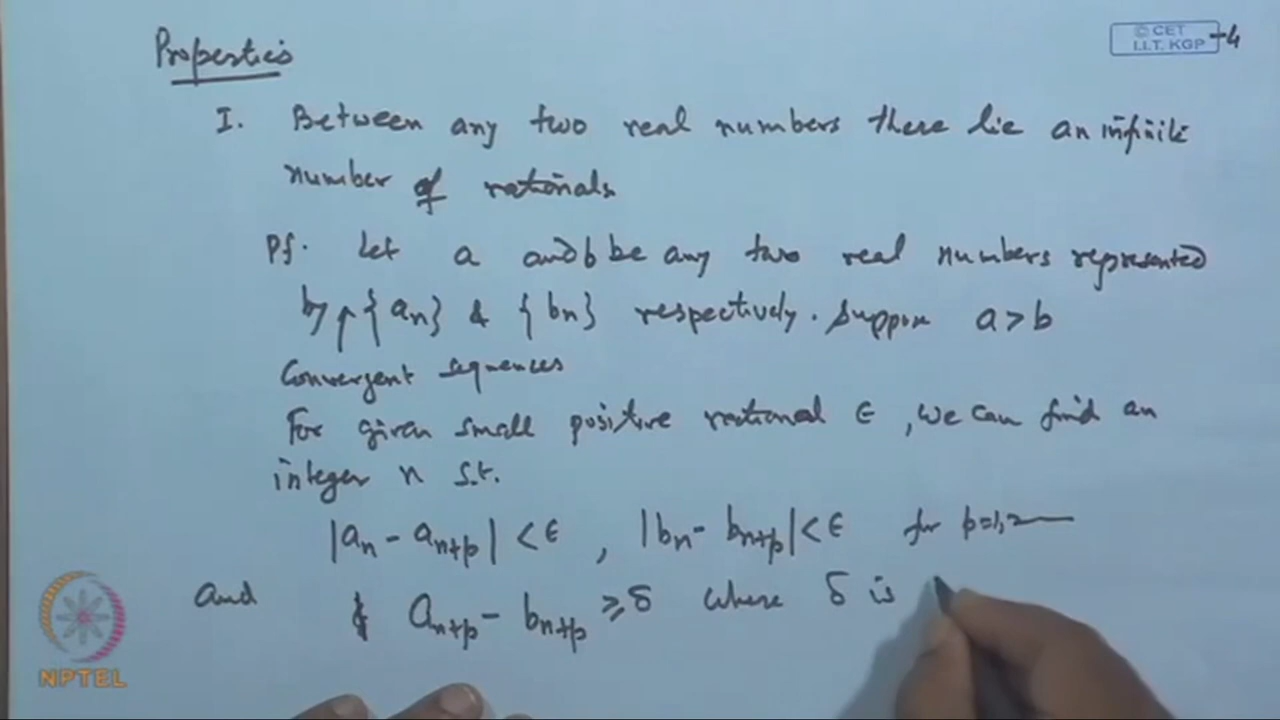 © CET
I.I.T. KGP -4
Properties
I. Between any two real numbers there lie an infinite
number of rationals
Pf. Let a and b be any two real numbers represented
by {an} & {bn} respectively. Suppose a > b
Convergent sequences
For given small positive rational ∈, we can find an
integer n s.t.
|an - an+p| < ∈, |bn - bn+p| < ∈ for p=1,2
and & an+p - bn+p ≥ δ where δ is
NPTEL